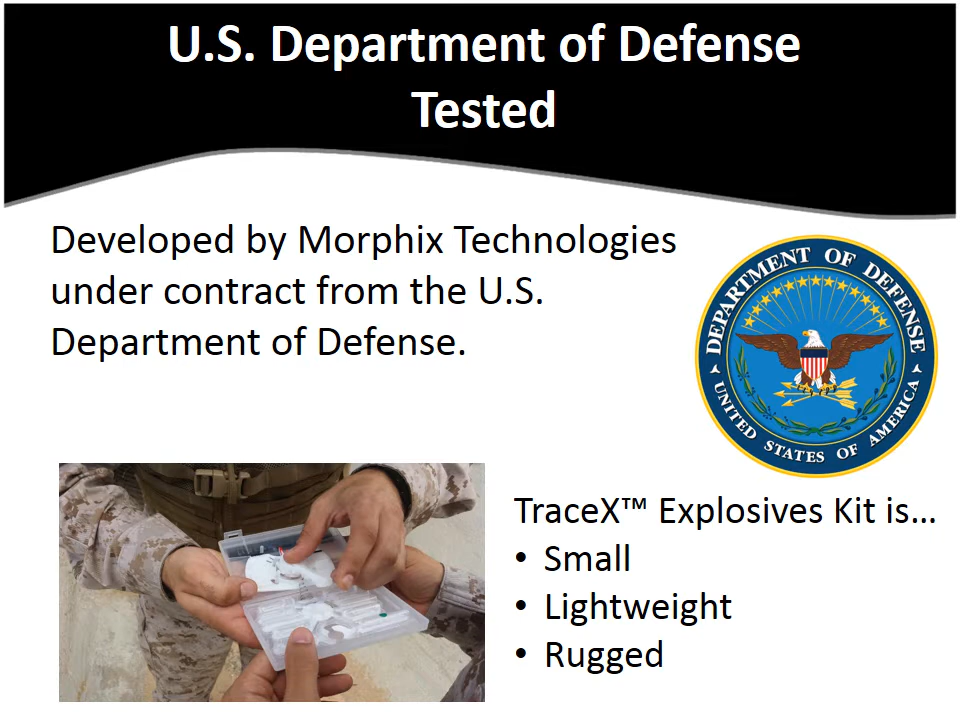 U.S. Department of Defense
Tested
Developed by Morphix Technologies
under contract from the U.S.
Department of Defense.
DEPARTMENT OF DEFENSE
UNITED STATES OF AMERICA
TraceX™ Explosives Kit is…
• Small
• Lightweight
• Rugged